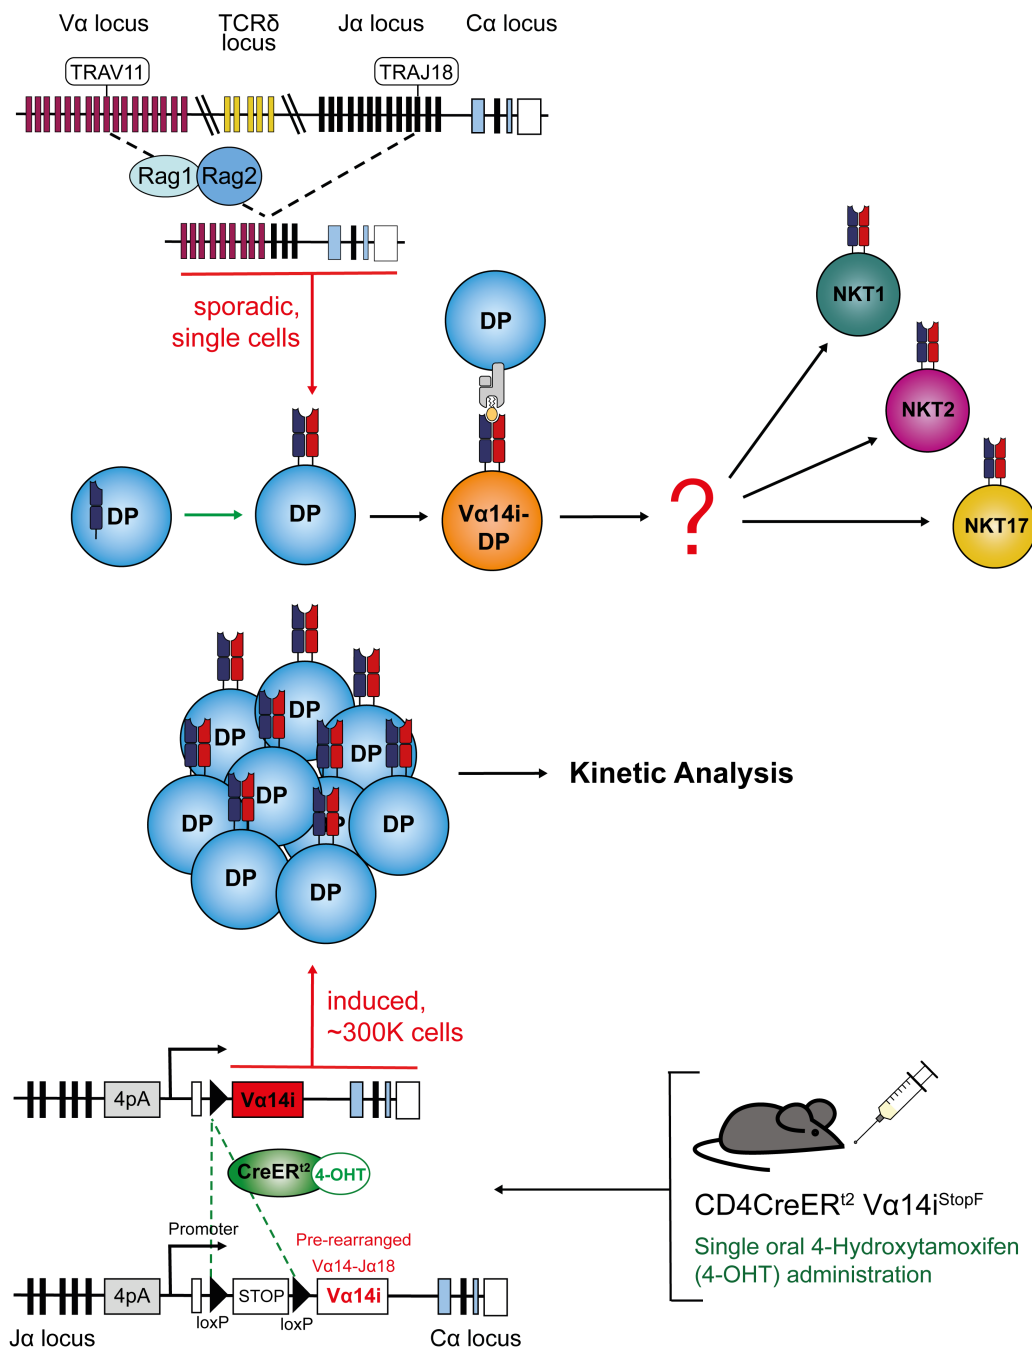 Vα locus
TCRδ
locus
Jα locus
Cα locus
TRAV11
TRAJ18
Rag1
Rag2
sporadic,
single cells
DP
NKT1
NKT2
NKT17
DP
DP
Vα14i-
DP
?
DP
DP
DP
DP
DP
DP
DP
DP
Kinetic Analysis
induced,
~300K cells
4pA
Vα14i
CreERt2
4-OHT
Promoter
Pre-rearranged
Vα14-Jα18
4pA
STOP
Vα14i
loxP
loxP
Jα locus
Cα locus
CD4CreERt2 Vα14iStopF
Single oral 4-Hydroxytamoxifen
(4-OHT) administration